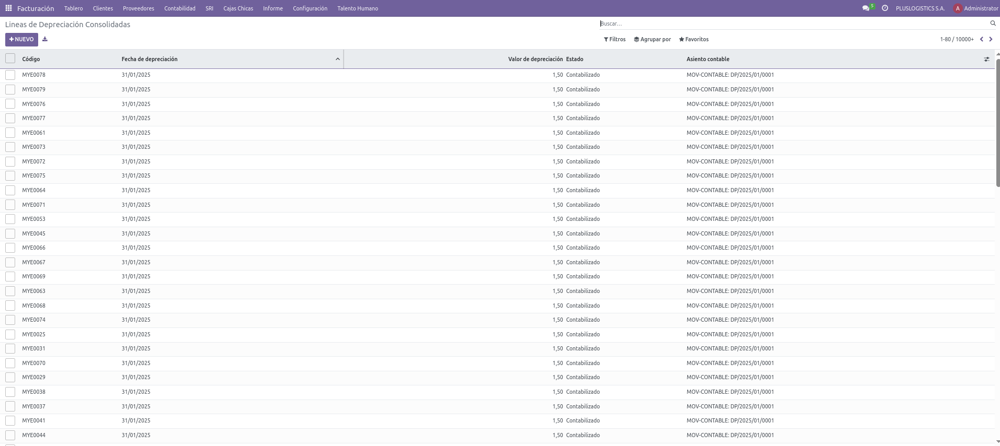 Facturación Tablero Clientes Proveedores Contabilidad SRI Cajas Chicas Informe Configuración Talento Humano 5 PLUSLOGISTICS S.A. A Administrator
Lineas de Depreciación Consolidadas Buscar...
+ NUEVO Filtros Agrupar por Favoritos 1-80 / 10000+
Código Fecha de depreciación Valor de depreciación Estado Asiento contable
MYE0078 31/01/2025 1,50 Contabilizado MOV-CONTABLE: DP/2025/01/0001
MYE0079 31/01/2025 1,50 Contabilizado MOV-CONTABLE: DP/2025/01/0001
MYE0076 31/01/2025 1,50 Contabilizado MOV-CONTABLE: DP/2025/01/0001
MYE0077 31/01/2025 1,50 Contabilizado MOV-CONTABLE: DP/2025/01/0001
MYE0061 31/01/2025 1,50 Contabilizado MOV-CONTABLE: DP/2025/01/0001
MYE0073 31/01/2025 1,50 Contabilizado MOV-CONTABLE: DP/2025/01/0001
MYE0072 31/01/2025 1,50 Contabilizado MOV-CONTABLE: DP/2025/01/0001
MYE0075 31/01/2025 1,50 Contabilizado MOV-CONTABLE: DP/2025/01/0001
MYE0064 31/01/2025 1,50 Contabilizado MOV-CONTABLE: DP/2025/01/0001
MYE0071 31/01/2025 1,50 Contabilizado MOV-CONTABLE: DP/2025/01/0001
MYE0053 31/01/2025 1,50 Contabilizado MOV-CONTABLE: DP/2025/01/0001
MYE0045 31/01/2025 1,50 Contabilizado MOV-CONTABLE: DP/2025/01/0001
MYE0066 31/01/2025 1,50 Contabilizado MOV-CONTABLE: DP/2025/01/0001
MYE0067 31/01/2025 1,50 Contabilizado MOV-CONTABLE: DP/2025/01/0001
MYE0069 31/01/2025 1,50 Contabilizado MOV-CONTABLE: DP/2025/01/0001
MYE0063 31/01/2025 1,50 Contabilizado MOV-CONTABLE: DP/2025/01/0001
MYE0068 31/01/2025 1,50 Contabilizado MOV-CONTABLE: DP/2025/01/0001
MYE0074 31/01/2025 1,50 Contabilizado MOV-CONTABLE: DP/2025/01/0001
MYE0025 31/01/2025 1,50 Contabilizado MOV-CONTABLE: DP/2025/01/0001
MYE0031 31/01/2025 1,50 Contabilizado MOV-CONTABLE: DP/2025/01/0001
MYE0070 31/01/2025 1,50 Contabilizado MOV-CONTABLE: DP/2025/01/0001
MYE0029 31/01/2025 1,50 Contabilizado MOV-CONTABLE: DP/2025/01/0001
MYE0038 31/01/2025 1,50 Contabilizado MOV-CONTABLE: DP/2025/01/0001
MYE0037 31/01/2025 1,50 Contabilizado MOV-CONTABLE: DP/2025/01/0001
MYE0041 31/01/2025 1,50 Contabilizado MOV-CONTABLE: DP/2025/01/0001
MYE0044 31/01/2025 1,50 Contabilizado MOV-CONTABLE: DP/2025/01/0001